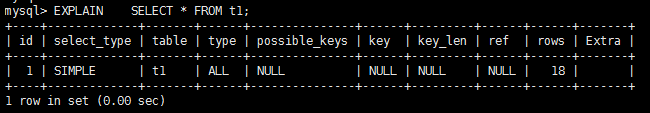 mysql> EXPLAIN    SELECT * FROM t1;
+----+-------------+-------+------+---------------+------+---------+------+------+-------+
| id | select_type | table | type | possible_keys | key  | key_len | ref  | rows | Extra |
+----+-------------+-------+------+---------------+------+---------+------+------+-------+
|  1 | SIMPLE      | t1    | ALL  | NULL          | NULL | NULL    | NULL |   18 |       |
+----+-------------+-------+------+---------------+------+---------+------+------+-------+
1 row in set (0.00 sec)